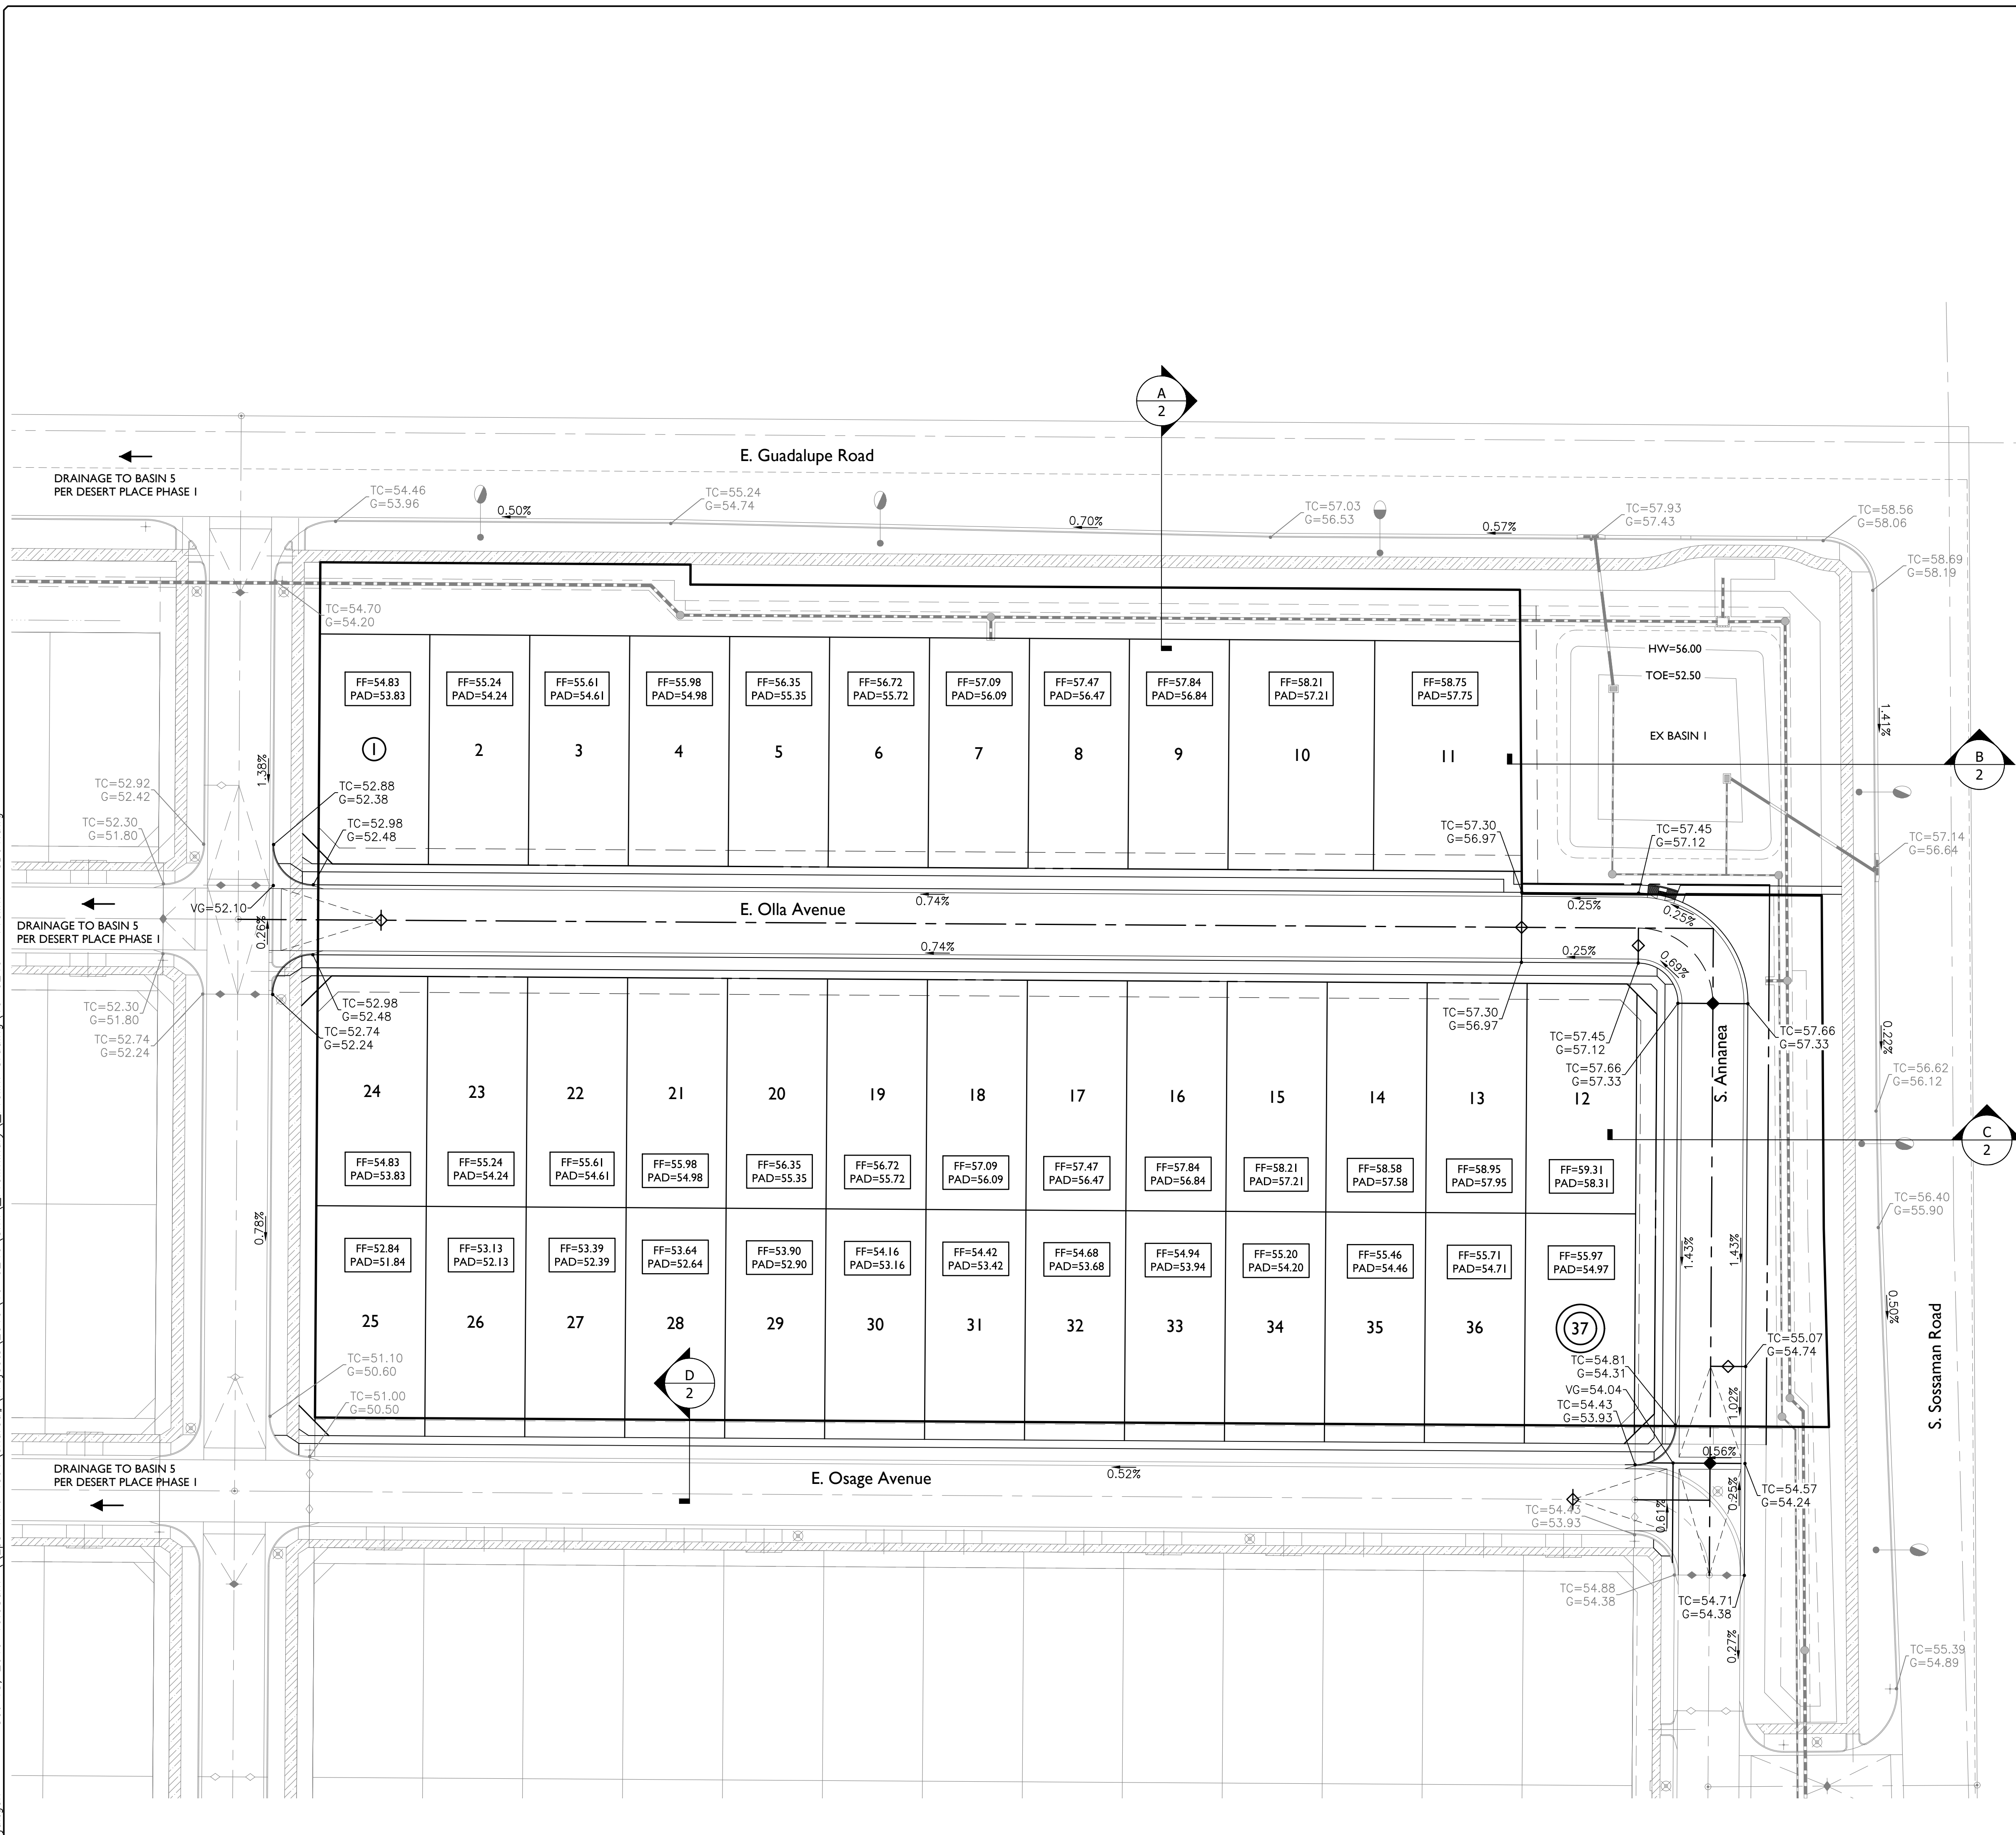 A
2
E. Guadalupe Road
DRAINAGE TO BASIN 5
PER DESERT PLACE PHASE 1
TC=54.46
G=53.96
0.50%
TC=55.24
G=54.74
0.70%
TC=57.03
G=56.53
0.57%
TC=57.93
G=57.43
TC=58.56
G=58.06
TC=58.69
G=58.19
TC=54.70
G=54.20
HW=56.00
TOE=52.50
EX BASIN 1
1.41%
B
2
FF=54.83
PAD=53.83
FF=55.24
PAD=54.24
FF=55.61
PAD=54.61
FF=55.98
PAD=54.98
FF=56.35
PAD=55.35
FF=56.72
PAD=55.72
FF=57.09
PAD=56.09
FF=57.47
PAD=56.47
FF=57.84
PAD=56.84
FF=58.21
PAD=57.21
FF=58.75
PAD=57.75
1
2
3
4
5
6
7
8
9
10
11
1.38%
TC=52.92
G=52.42
TC=52.30
G=51.80
TC=52.88
G=52.38
TC=52.98
G=52.48
TC=57.30
G=56.97
TC=57.45
G=57.12
TC=57.14
G=56.64
VG=52.10
0.26%
DRAINAGE TO BASIN 5
PER DESERT PLACE PHASE 1
E. Olla Avenue
0.74%
0.25%
0.25%
0.74%
0.25%
0.69%
TC=52.30
G=51.80
TC=52.74
G=52.24
TC=52.98
G=52.48
TC=52.74
G=52.24
TC=57.30
G=56.97
TC=57.45
G=57.12
TC=57.66
G=57.33
TC=57.66
G=57.33
S. Annanea
0.22%
TC=56.62
G=56.12
C
2
24
23
22
21
20
19
18
17
16
15
14
13
12
FF=54.83
PAD=53.83
FF=55.24
PAD=54.24
FF=55.61
PAD=54.61
FF=55.98
PAD=54.98
FF=56.35
PAD=55.35
FF=56.72
PAD=55.72
FF=57.09
PAD=56.09
FF=57.47
PAD=56.47
FF=57.84
PAD=56.84
FF=58.21
PAD=57.21
FF=58.58
PAD=57.58
FF=58.95
PAD=57.95
FF=59.31
PAD=58.31
TC=56.40
G=55.90
0.78%
1.43%
1.43%
FF=52.84
PAD=51.84
FF=53.13
PAD=52.13
FF=53.39
PAD=52.39
FF=53.64
PAD=52.64
FF=53.90
PAD=52.90
FF=54.16
PAD=53.16
FF=54.42
PAD=53.42
FF=54.68
PAD=53.68
FF=54.94
PAD=53.94
FF=55.20
PAD=54.20
FF=55.46
PAD=54.46
FF=55.71
PAD=54.71
FF=55.97
PAD=54.97
25
26
27
28
29
30
31
32
33
34
35
36
37
0.50%
S. Sossaman Road
D
2
TC=51.10
G=50.60
TC=51.00
G=50.50
TC=54.81
G=54.31
VG=54.04
TC=54.43
G=53.93
TC=55.07
G=54.74
1.02%
0.56%
DRAINAGE TO BASIN 5
PER DESERT PLACE PHASE 1
E. Osage Avenue
0.52%
TC=54.43
G=53.93
0.61%
0.25%
TC=54.57
G=54.24
TC=54.88
G=54.38
TC=54.71
G=54.38
0.27%
TC=55.39
G=54.89